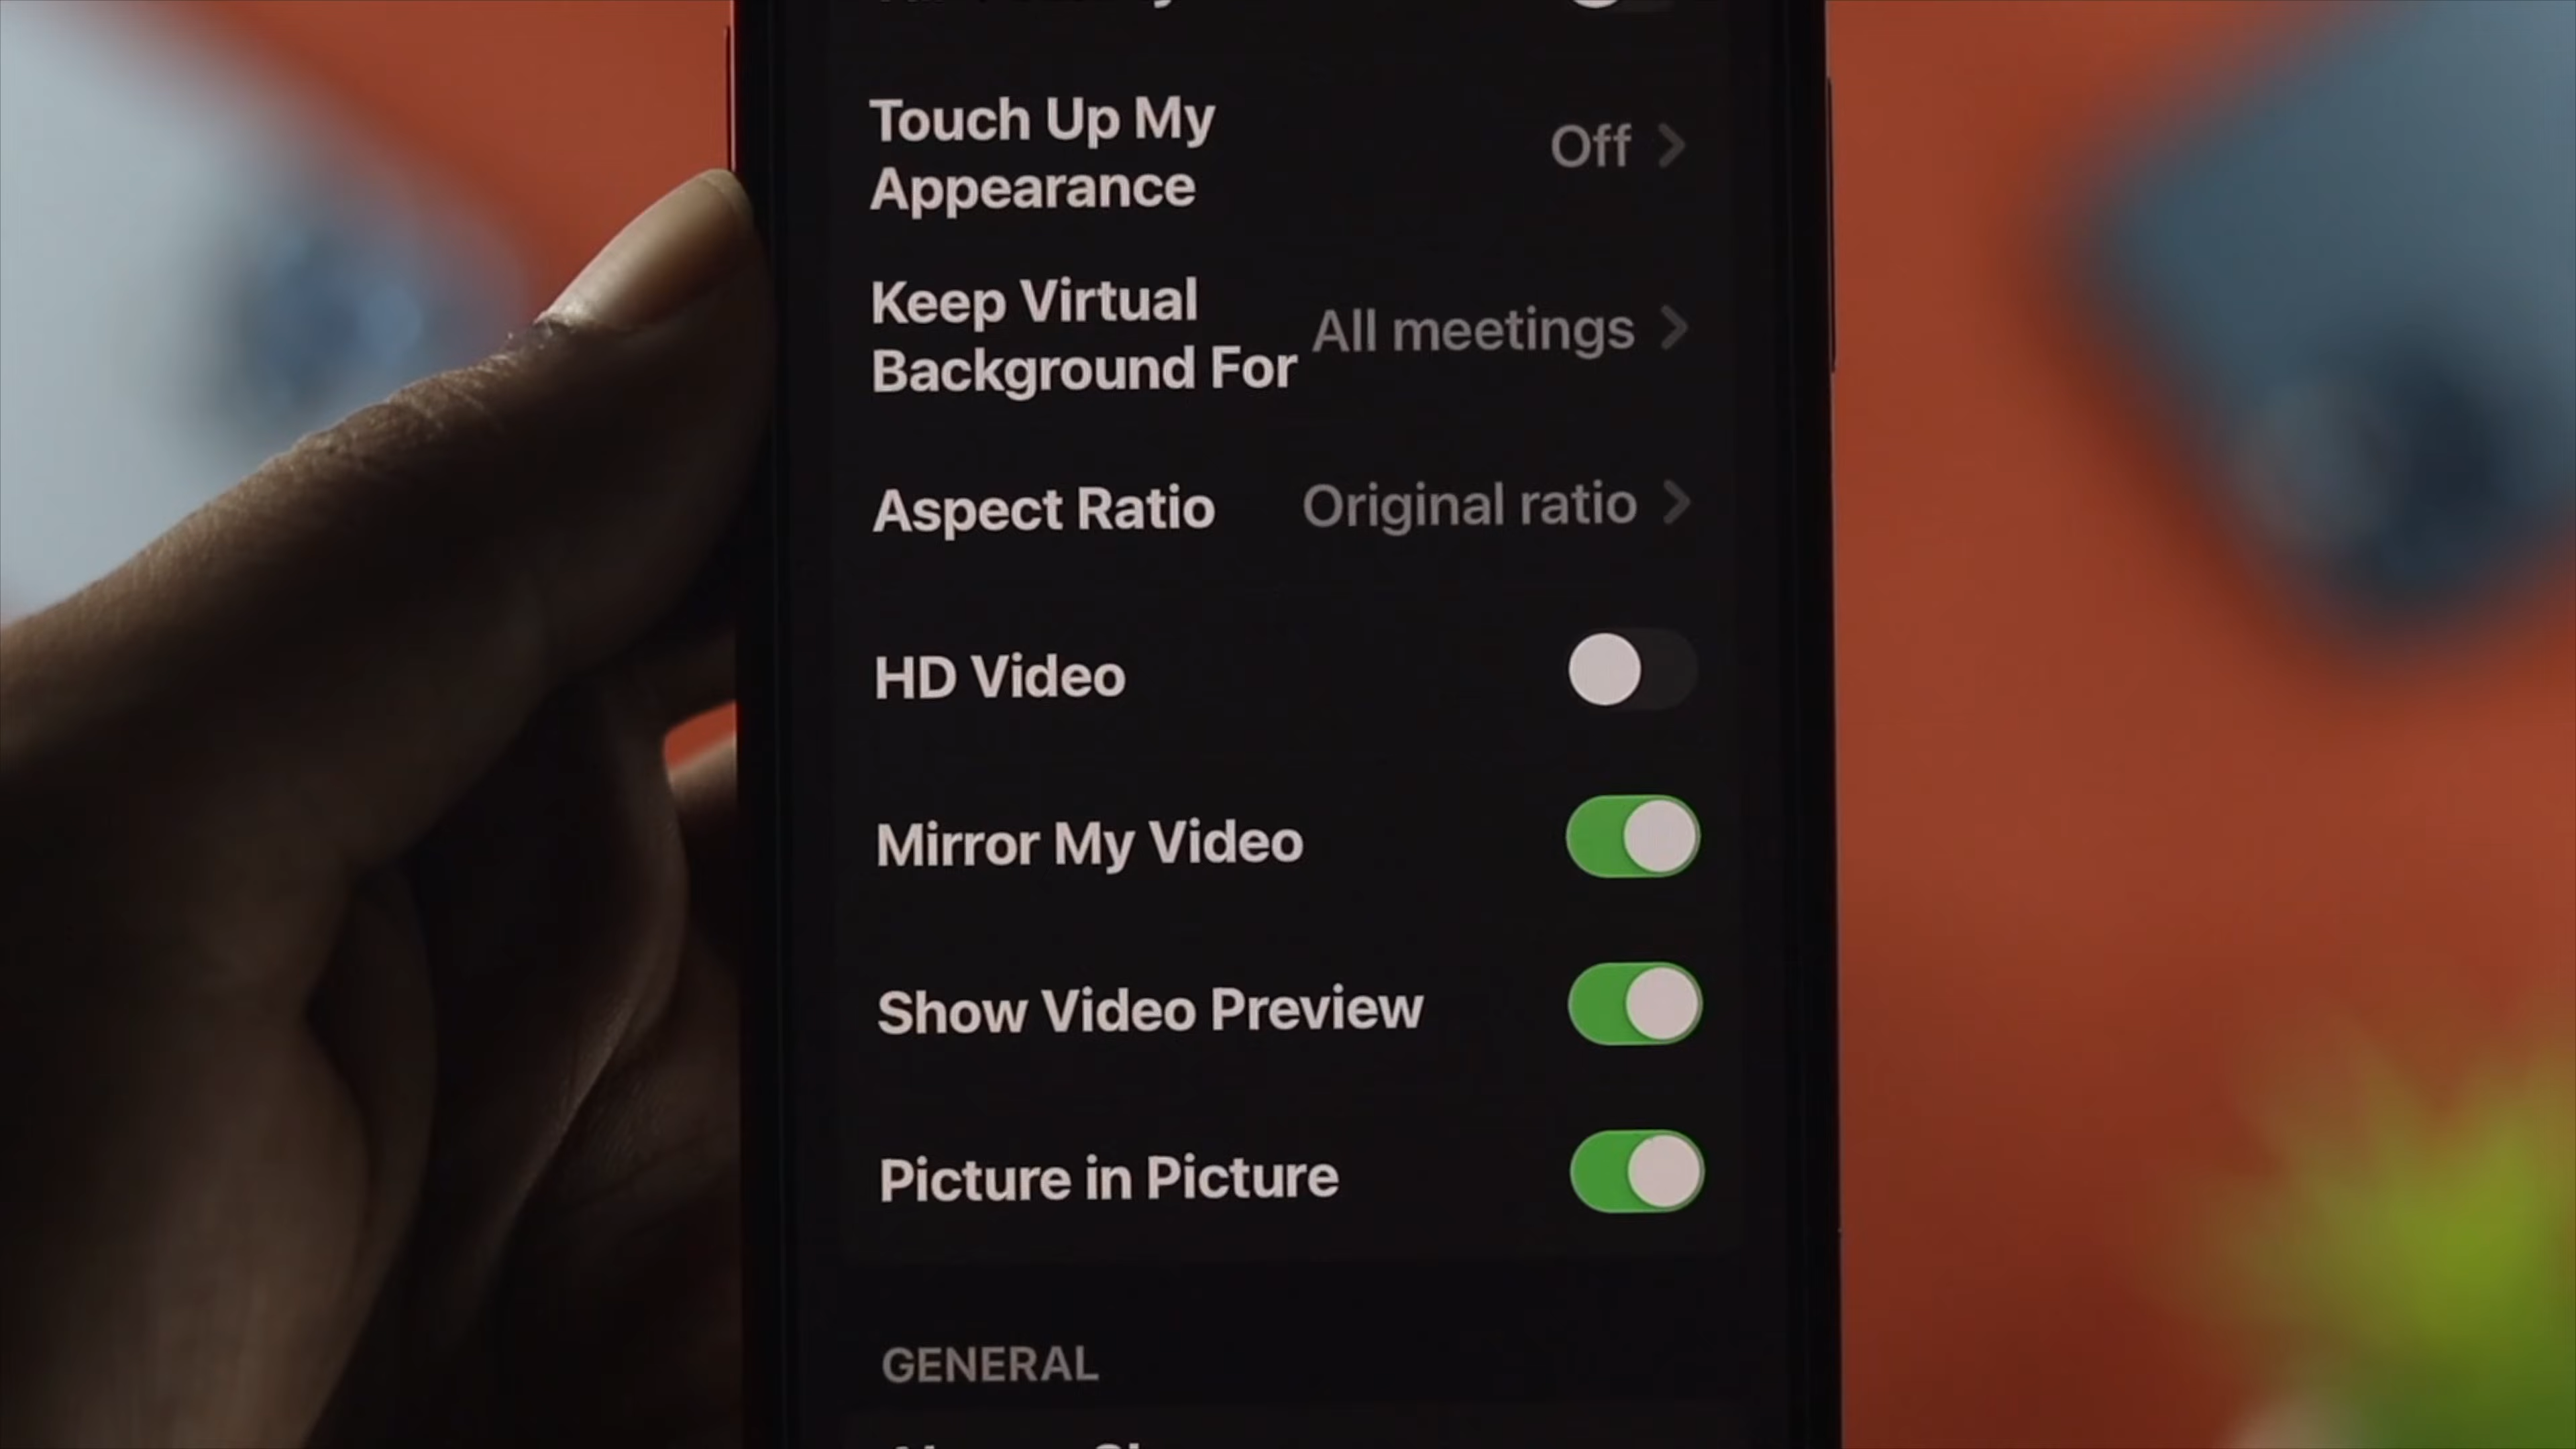 Touch Up My
Appearance
Off
Keep Virtual
Background For
All meetings
Aspect Ratio
Original ratio
HD Video
Mirror My Video
Show Video Preview
Picture in Picture
GENERAL